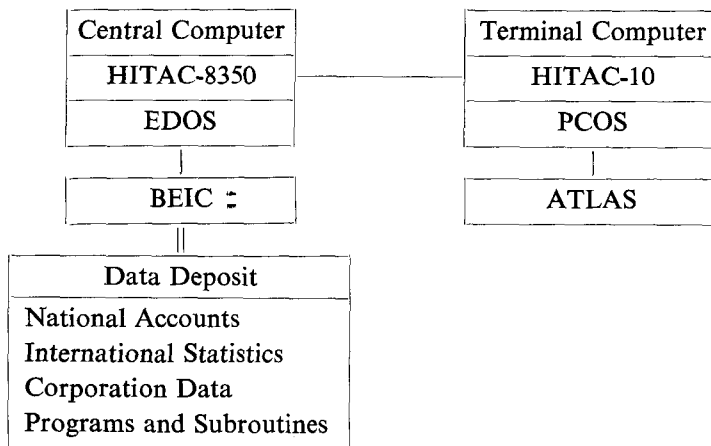 Central Computer
HITAC-8350
EDOS
BEIC
Data Deposit
National Accounts
International Statistics
Corporation Data
Programs and Subroutines
Terminal Computer
HITAC-10
PCOS
ATLAS